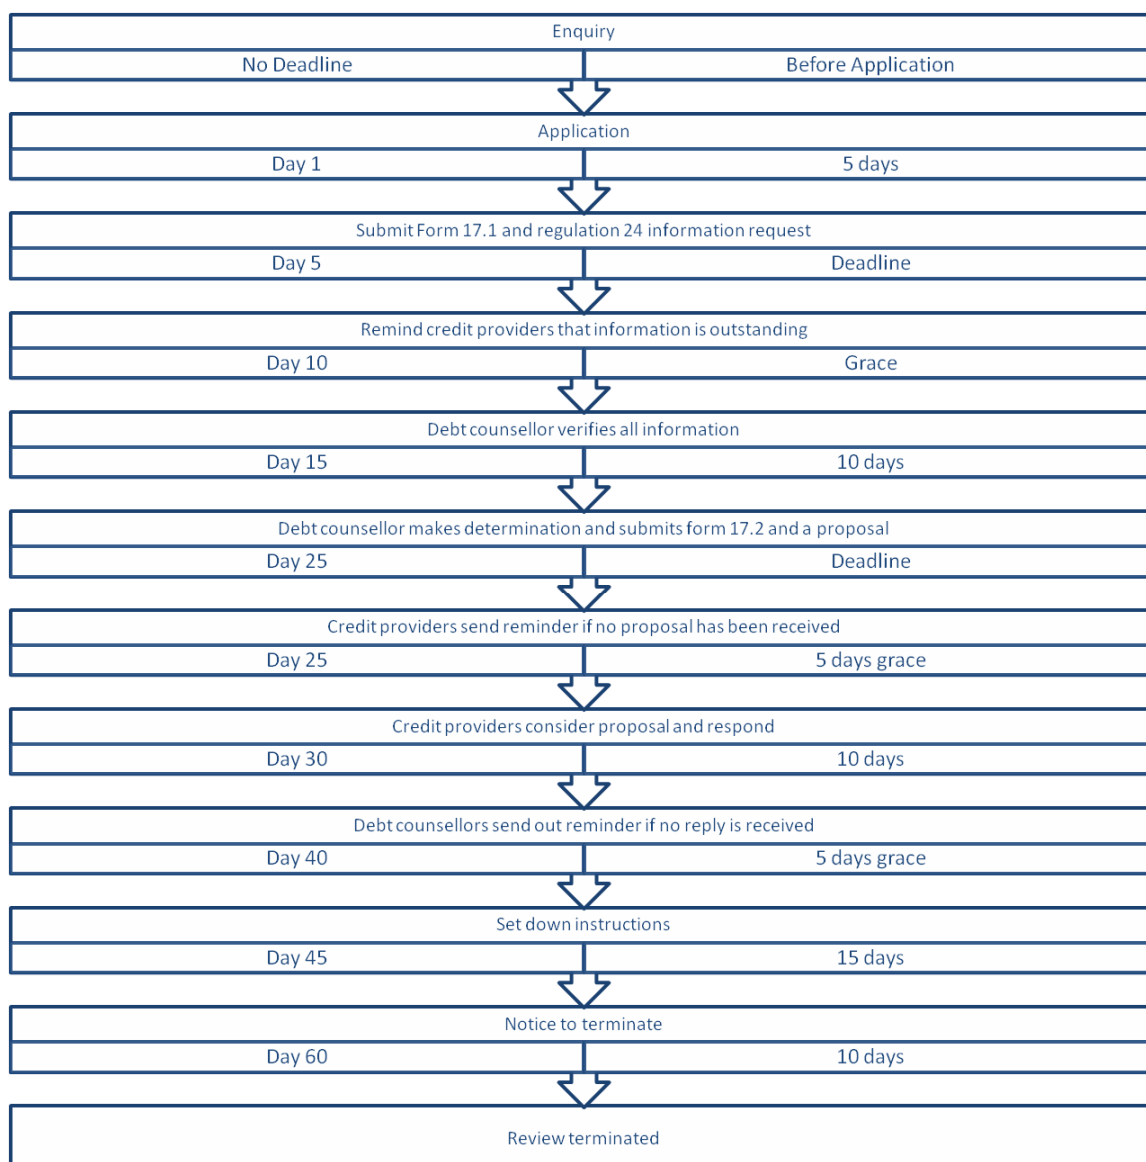 Enquiry
No Deadline Before Application
Application
Day 1 5 days
Submit Form 17.1 and regulation 24 information request
Day 5 Deadline
Remind credit providers that information is outstanding
Day 10 Grace
Debt counsellor verifies all information
Day 15 10 days
Debt counsellor makes determination and submits form 17.2 and a proposal
Day 25 Deadline
Credit providers send reminder if no proposal has been received
Day 25 5 days grace
Credit providers consider proposal and respond
Day 30 10 days
Debt counsellors send out reminder if no reply is received
Day 40 5 days grace
Set down instructions
Day 45 15 days
Notice to terminate
Day 60 10 days
Review terminated